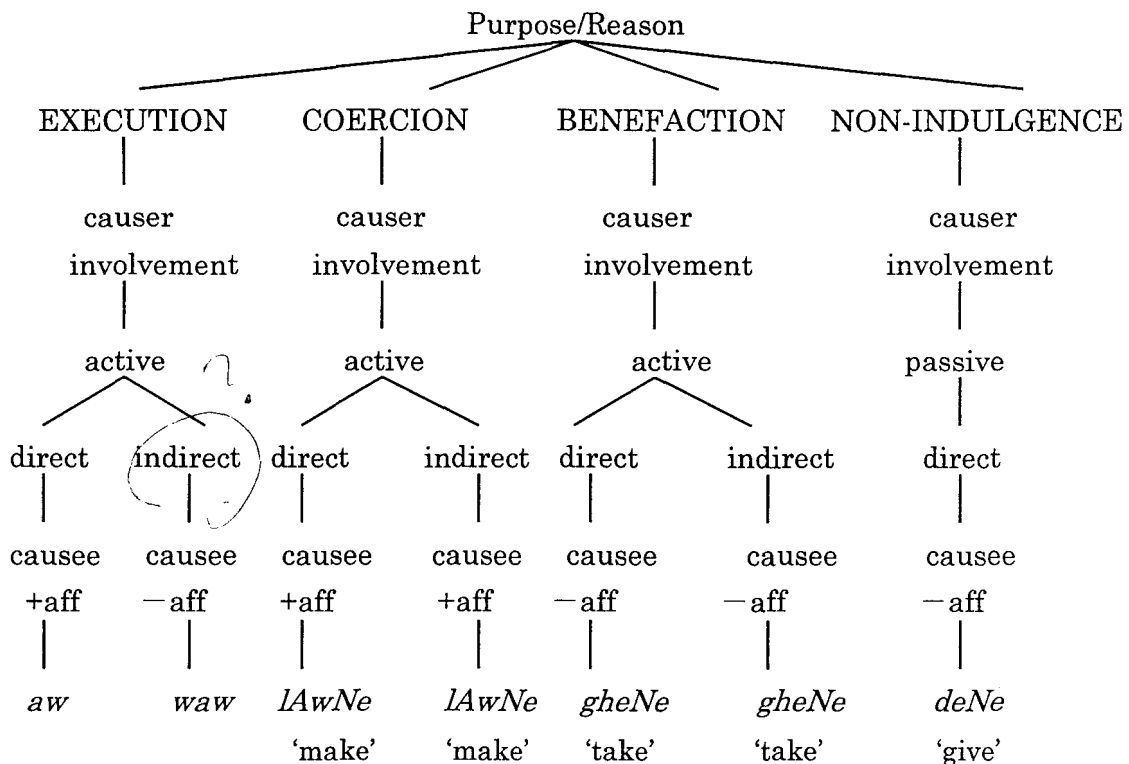 Purpose/Reason
EXECUTION COERCION BENEFACTION NON-INDULGENCE
causer causer causer causer
involvement involvement involvement involvement
active active active passive
direct indirect direct indirect direct indirect direct
causee causee causee causee causee causee causee
+aff —aff +aff +aff —aff —aff —aff
aw waw lAwNe lAwNe gheNe gheNe deNe
‘make’ ‘make’ ‘take’ ‘take’ ‘give’